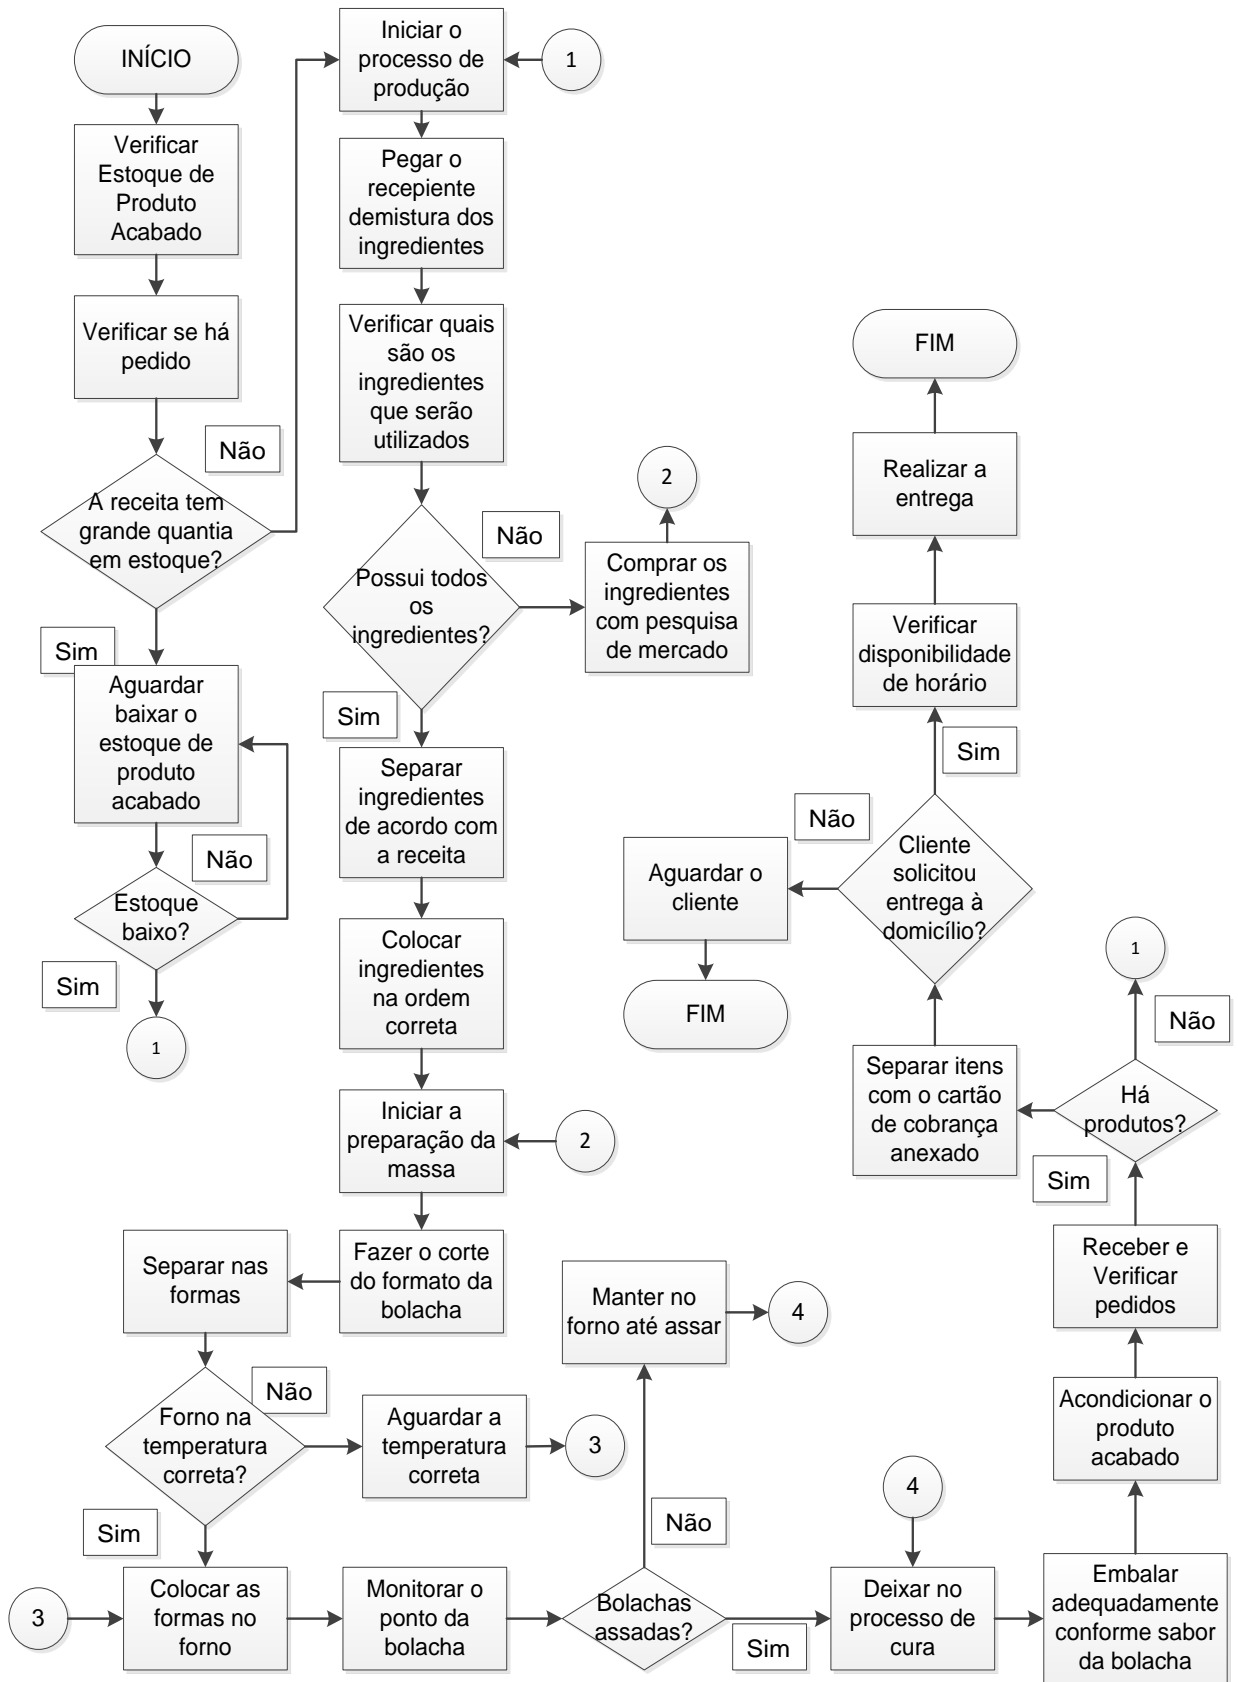 INÍCIO
Verificar
Estoque de
Produto
Acabado
Verificar se há
pedido
Não
A receita tem
grande quantia
em estoque?
Sim
Aguardar
baixar o
estoque de
produto
acabado
Não
Estoque
baixo?
Sim
1
Iniciar o
processo de
produção
1
Pegar o
recepiente
demistura dos
ingredientes
Verificar quais
são os
ingredientes
que serão
utilizados
Possui todos
os
ingredientes?
Não
Comprar os
ingredientes
com pesquisa
de mercado
2
Sim
Separar
ingredientes
de acordo com
a receita
Colocar
ingredientes
na ordem
correta
Iniciar a
preparação da
massa
2
Fazer o corte
do formato da
bolacha
Separar nas
formas
Forno na
temperatura
correta?
Não
Aguardar a
temperatura
correta
3
Sim
3
Colocar as
formas no
forno
Monitorar o
ponto da
bolacha
Bolachas
assadas?
Não
Manter no
forno até assar
4
Sim
4
Deixar no
processo de
cura
Embalar
adequadamente
conforme sabor
da bolacha
Acondicionar o
produto
acabado
Receber e
Verificar
pedidos
Há
produtos?
Não
1
Sim
Separar itens
com o cartão
de cobrança
anexado
Cliente
solicitou
entrega à
domicílio?
Não
Aguardar o
cliente
FIM
Sim
Verificar
disponibilidade
de horário
Realizar a
entrega
FIM